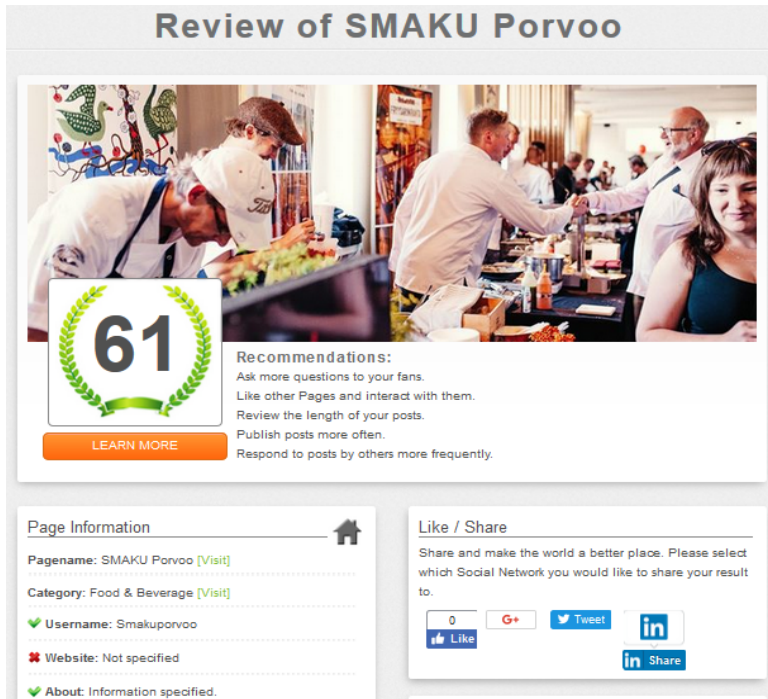 Review of SMAKU Porvoo
61
LEARN MORE
Recommendations:
Ask more questions to your fans.
Like other Pages and interact with them.
Review the length of your posts.
Publish posts more often.
Respond to posts by others more frequently.
Page Information
Pagename: SMAKU Porvoo [Visit]
Category: Food & Beverage [Visit]
Username: Smakuporvoo
Website: Not specified
About: Information specified.
Like / Share
Share and make the world a better place. Please select
which Social Network you would like to share your result
to.
0
Like
G+
Tweet
in
in Share